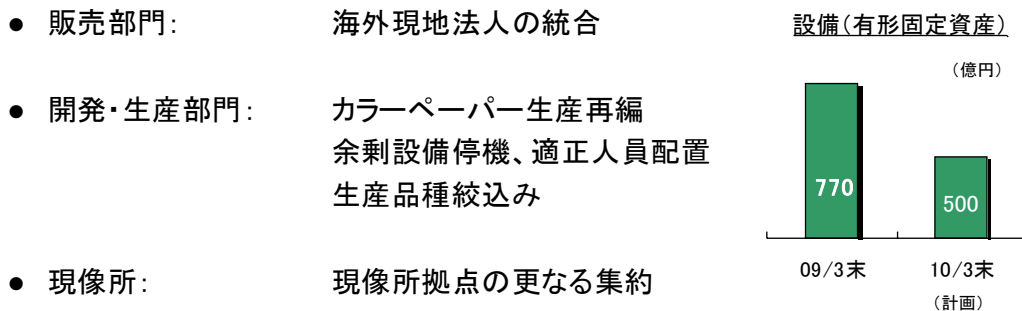 ● 販売部門: 海外現地法人の統合
● 開発・生産部門: カラーペーパー生産再編
余剰設備停機、適正人員配置
生産品種絞込み
● 現像所: 現像所拠点の更なる集約
設備（有形固定資産）
（億円）
770
500
09/3末 10/3末
（計画）